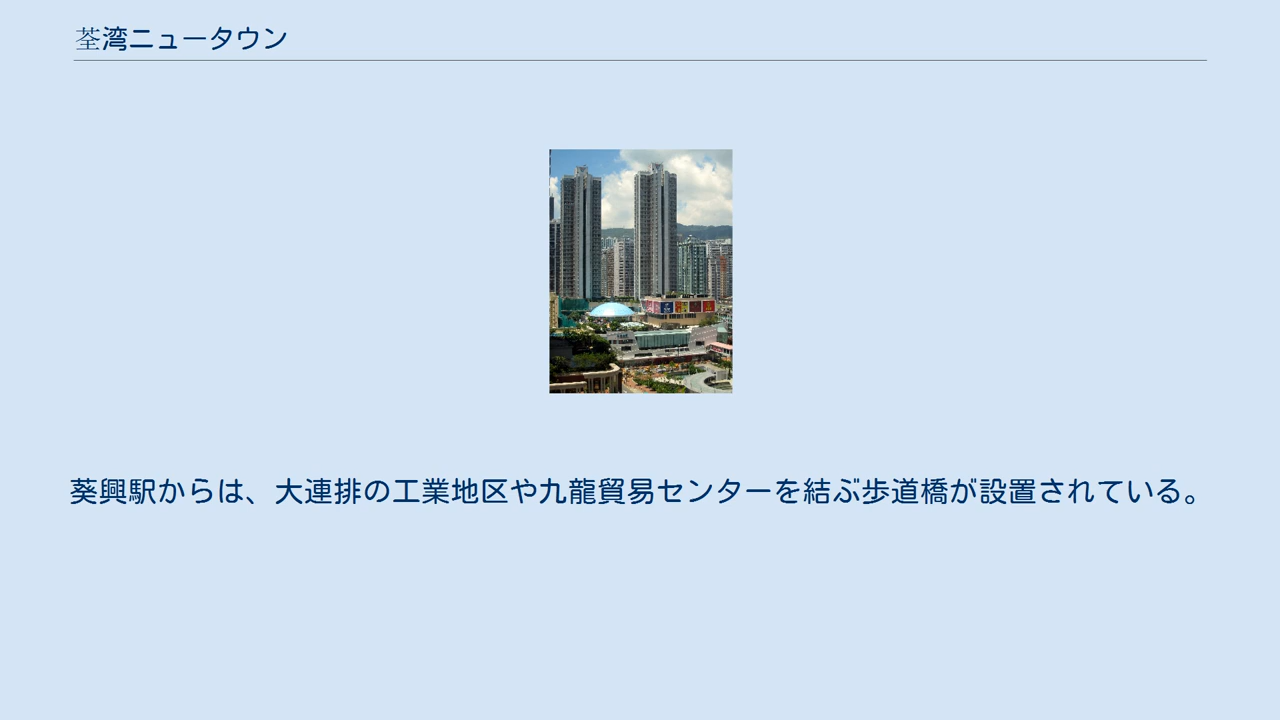 荃湾ニュータウン
葵興駅からは、大連排の工業地区や九龍貿易センターを結ぶ歩道橋が設置されている。